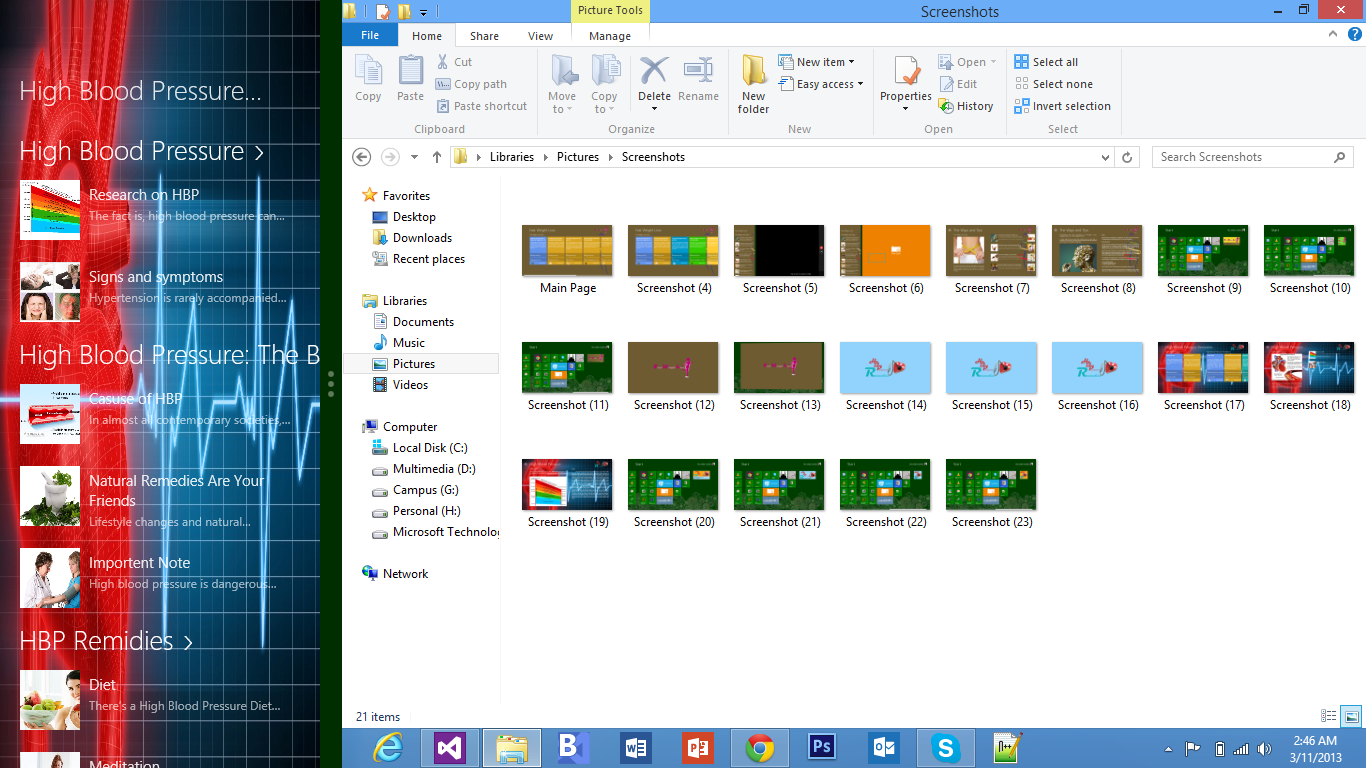 High Blood Pressure...
High Blood Pressure
Research on HBP
The fact is, high blood pressure can...
Signs and symptoms
Hypertension is rarely accompanied...
High Blood Pressure: The B
Casuse of HBP
In almost all contemporary societies,...
Natural Remedies Are Your
Friends
Lifestyle changes and natural...
Importent Note
High blood pressure is dangerous...
HBP Remidies
Diet
There's a High Blood Pressure Diet...
Meditation
Picture Tools
Screenshots
File
Home
Share
View
Manage
Copy
Paste
Cut
Copy path
Paste shortcut
Clipboard
Move
to
Copy
to
Delete
Rename
Organize
New
folder
New item
Easy access
New
Properties
Open
Edit
History
Open
Select all
Select none
Invert selection
Select
Libraries
Pictures
Screenshots
Search Screenshots
Favorites
Desktop
Downloads
Recent places
Libraries
Documents
Music
Pictures
Videos
Computer
Local Disk (C:)
Multimedia (D:)
Campus (G:)
Personal (H:)
Microsoft Technolo
Network
Main Page
Screenshot (4)
Screenshot (5)
Screenshot (6)
Screenshot (7)
Screenshot (8)
Screenshot (9)
Screenshot (10)
Screenshot (11)
Screenshot (12)
Screenshot (13)
Screenshot (14)
Screenshot (15)
Screenshot (16)
Screenshot (17)
Screenshot (18)
Screenshot (19)
Screenshot (20)
Screenshot (21)
Screenshot (22)
Screenshot (23)
21 items
2:46 AM
3/11/2013